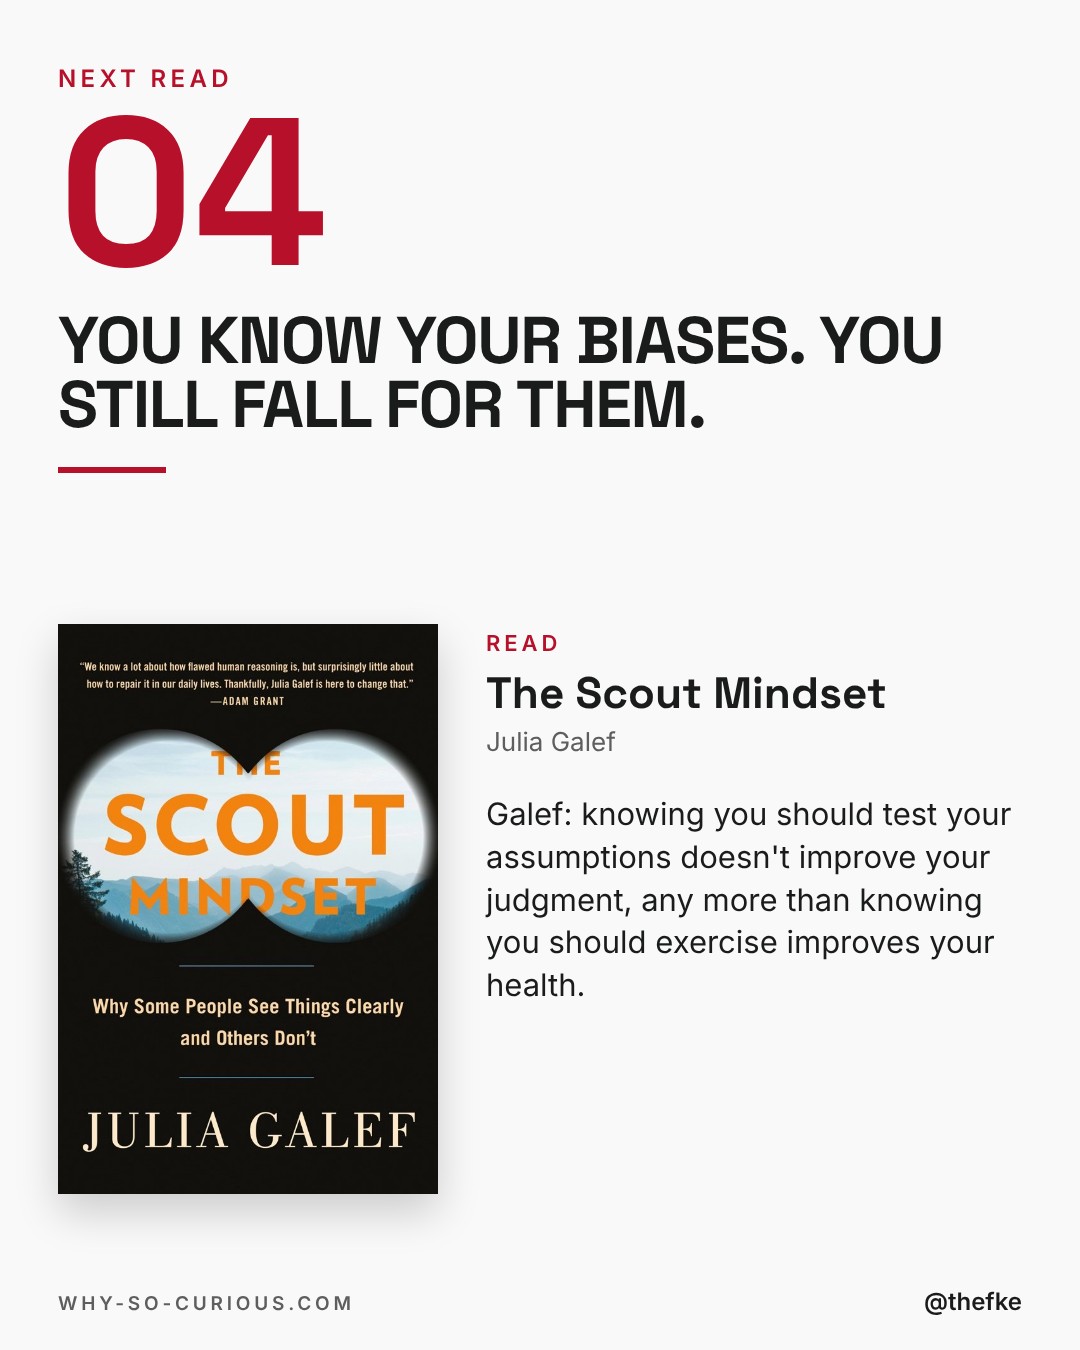 NEXT READ
04
YOU KNOW YOUR BIASES. YOU
STILL FALL FOR THEM.
“We know a lot about how flawed human reasoning is, but surprisingly little about
how to repair it in our daily lives. Thankfully, Julia Galef is here to change that.”
—ADAM GRANT
THE
SCOUT
MINDSET
Why Some People See Things Clearly
and Others Don’t
JULIA GALEF
READ
The Scout Mindset
Julia Galef
Galef: knowing you should test your
assumptions doesn't improve your
judgment, any more than knowing
you should exercise improves your
health.
WHY-SO-CURIOUS.COM
@thefke